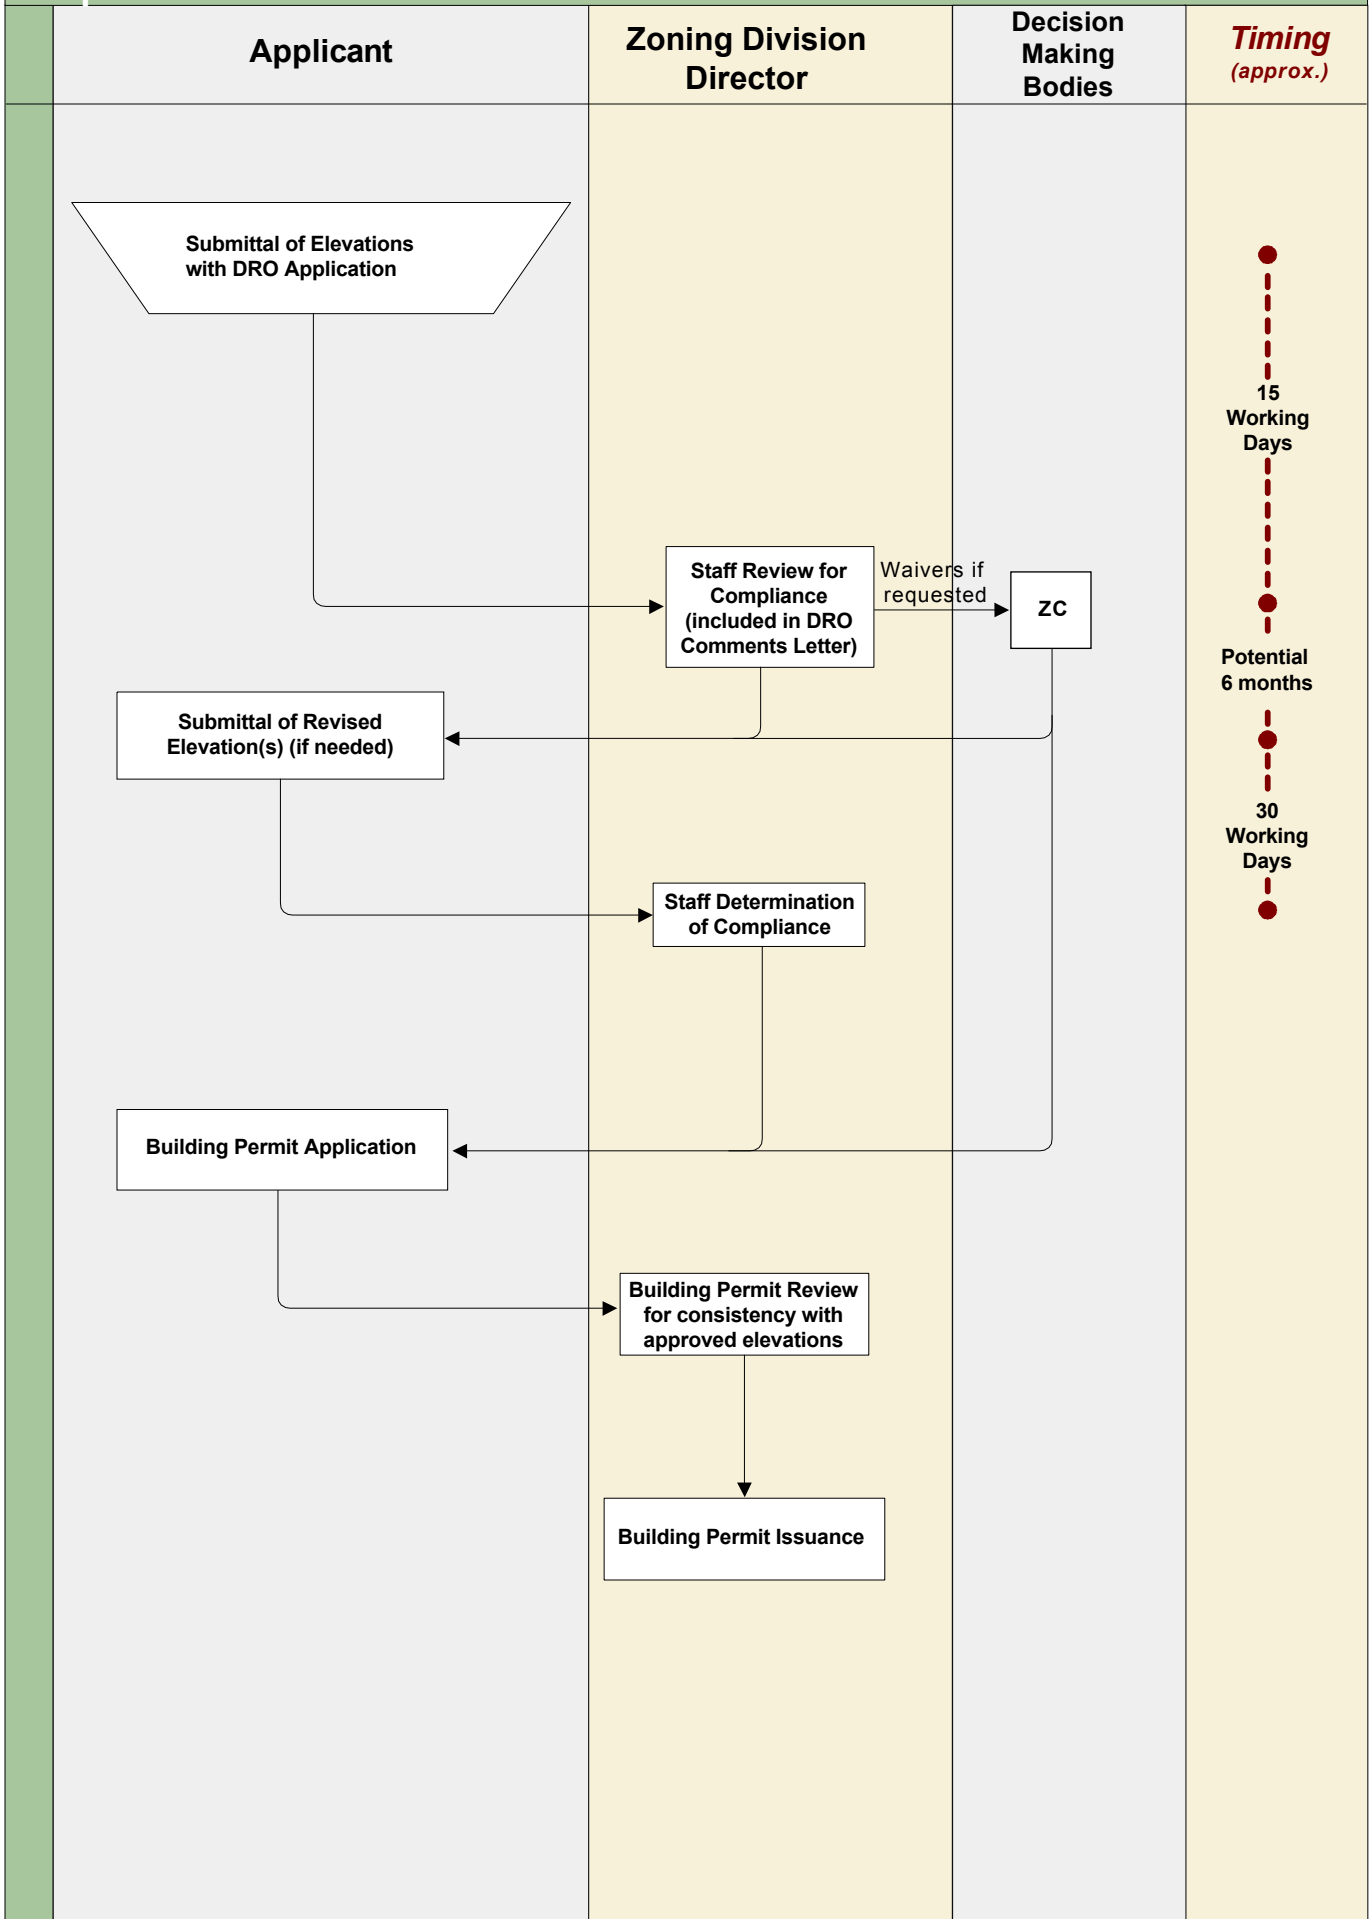 Applicant
Zoning Division
Director
Decision
Making
Bodies
Timing
(approx.)
Submittal of Elevations
with DRO Application
15
Working
Days
Staff Review for
Compliance
(included in DRO
Comments Letter)
Waivers if
requested
ZC
Potential
6 months
Submittal of Revised
Elevation(s) (if needed)
30
Working
Days
Staff Determination
of Compliance
Building Permit Application
Building Permit Review
for consistency with
approved elevations
Building Permit Issuance